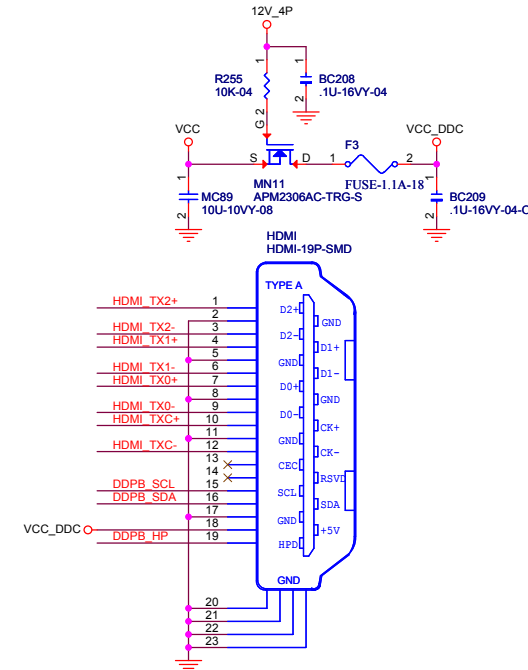 12V_4P
1
R255
10K-04
2
G
1
BC208
.1U-16VY-04
2
VCC
S
D
1
F3
2
FUSE-1.1A-18
VCC_DDC
1
MC89
10U-10VY-08
2
MN11
APM2306AC-TRG-S
1
BC209
.1U-16VY-04-O
2
HDMI
HDMI-19P-SMD
TYPE A
HDMI_TX2+ 1 D2+
2 GND
HDMI_TX2- 3 D2-
HDMI_TX1+ 4 D1+
5 GND
HDMI_TX1- 6 D1-
HDMI_TX0+ 7 D0+
8 GND
HDMI_TX0- 9 D0-
HDMI_TXC+ 10 CK+
11 GND
HDMI_TXC- 12 CK-
13 CEC
14 RSVD
DDPB_SCL 15 SCL
DDPB_SDA 16 SDA
17 GND
VCC_DDC 18 +5V
DDPB_HP 19 HPD
GND
20
21
22
23